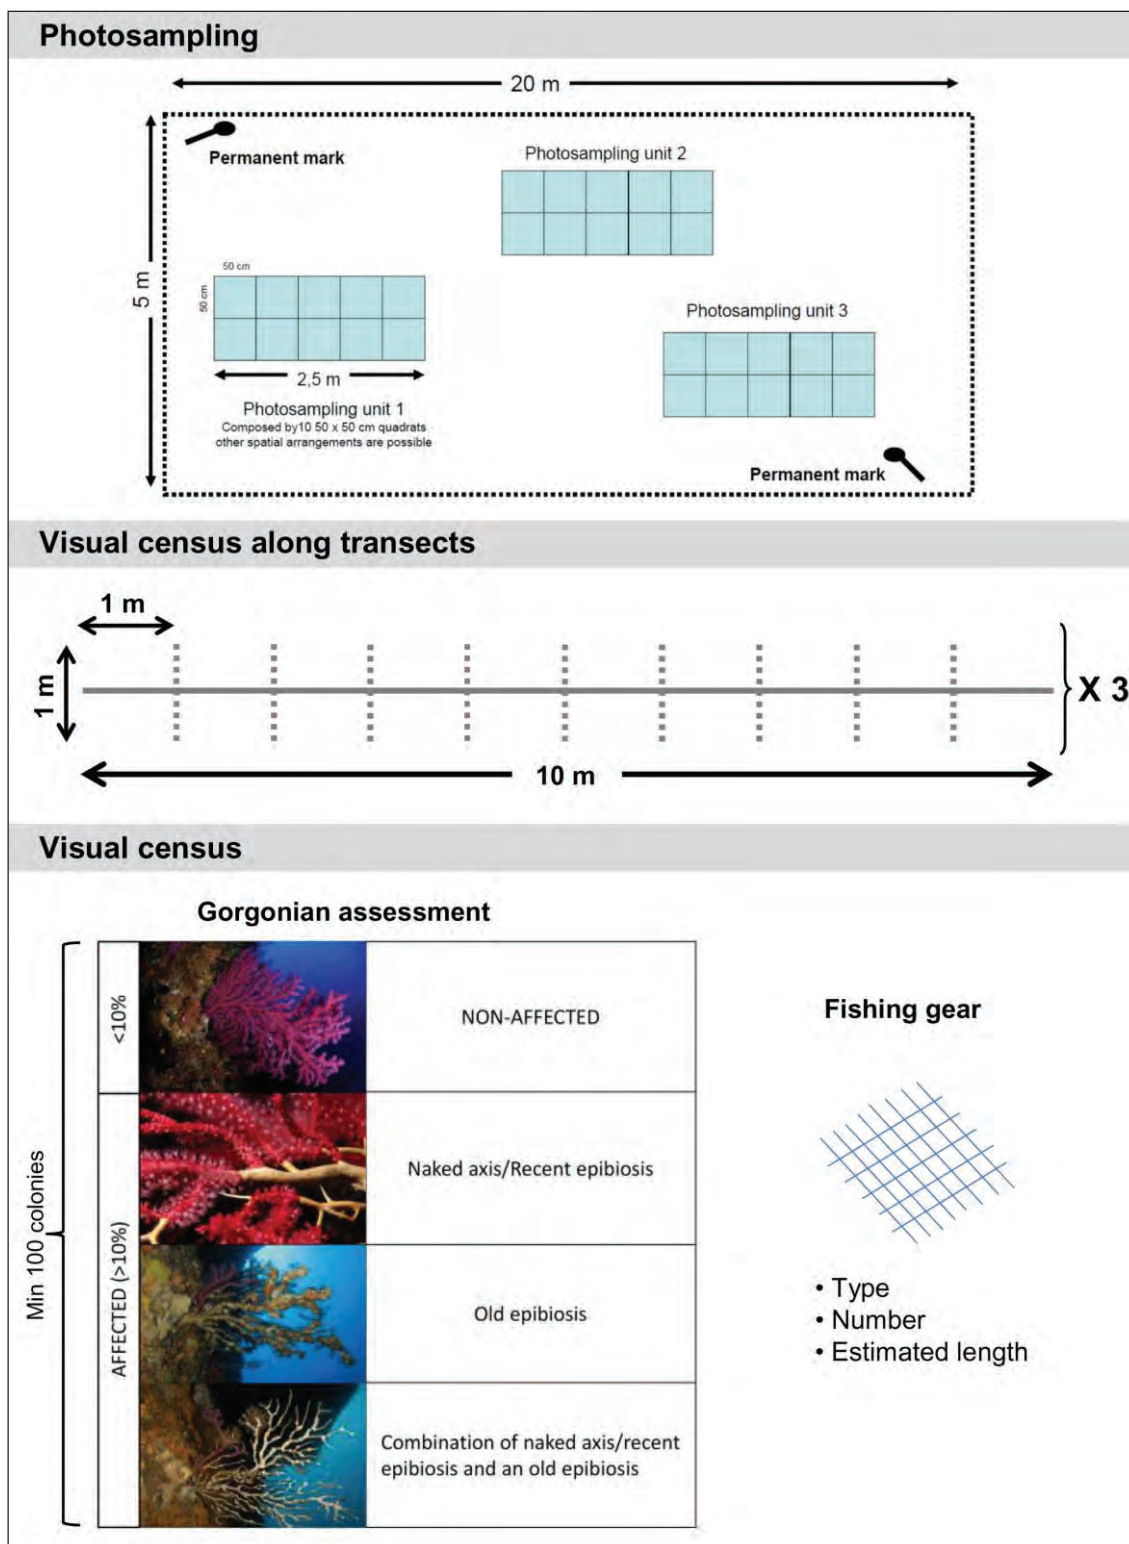 Photosampling
20 m
5 m
Permanent mark
Photosampling unit 2
50 cm
50 cm
Photosampling unit 3
2,5 m
Photosampling unit 1
Composed by10 50 x 50 cm quadrats
other spatial arrangements are possible
Permanent mark
Visual census along transects
1 m
1 m
X 3
10 m
Visual census
Gorgonian assessment
Min 100 colonies
<10%
NON-AFFECTED
AFFECTED (>10%)
Naked axis/Recent epibiosis
Old epibiosis
Combination of naked axis/recent
epibiosis and an old epibiosis
Fishing gear
• Type
• Number
• Estimated length